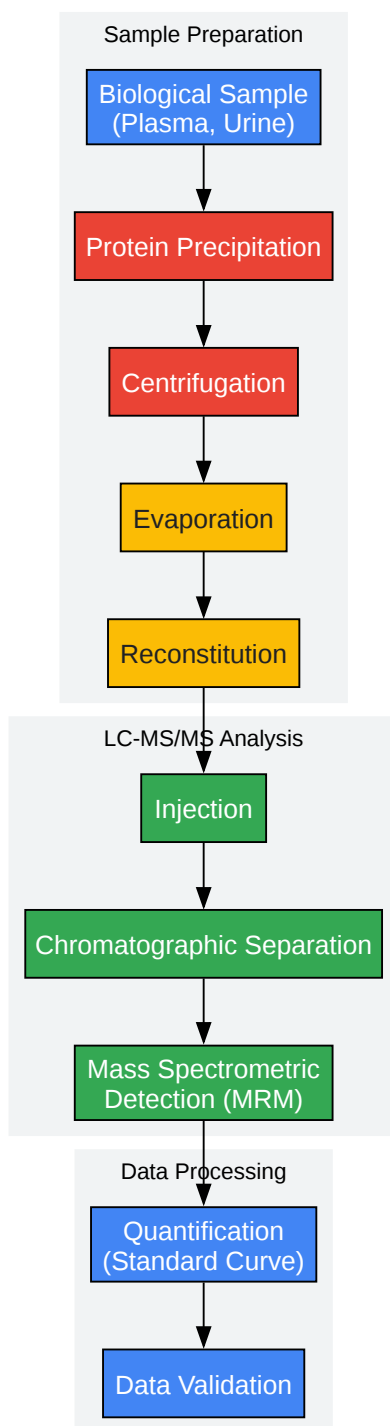 Sample Preparation
Biological Sample
(Plasma, Urine)
Protein Precipitation
Centrifugation
Evaporation
Reconstitution
LC-MS/MS Analysis
Injection
Chromatographic Separation
Mass Spectrometric
Detection (MRM)
Data Processing
Quantification
(Standard Curve)
Data Validation